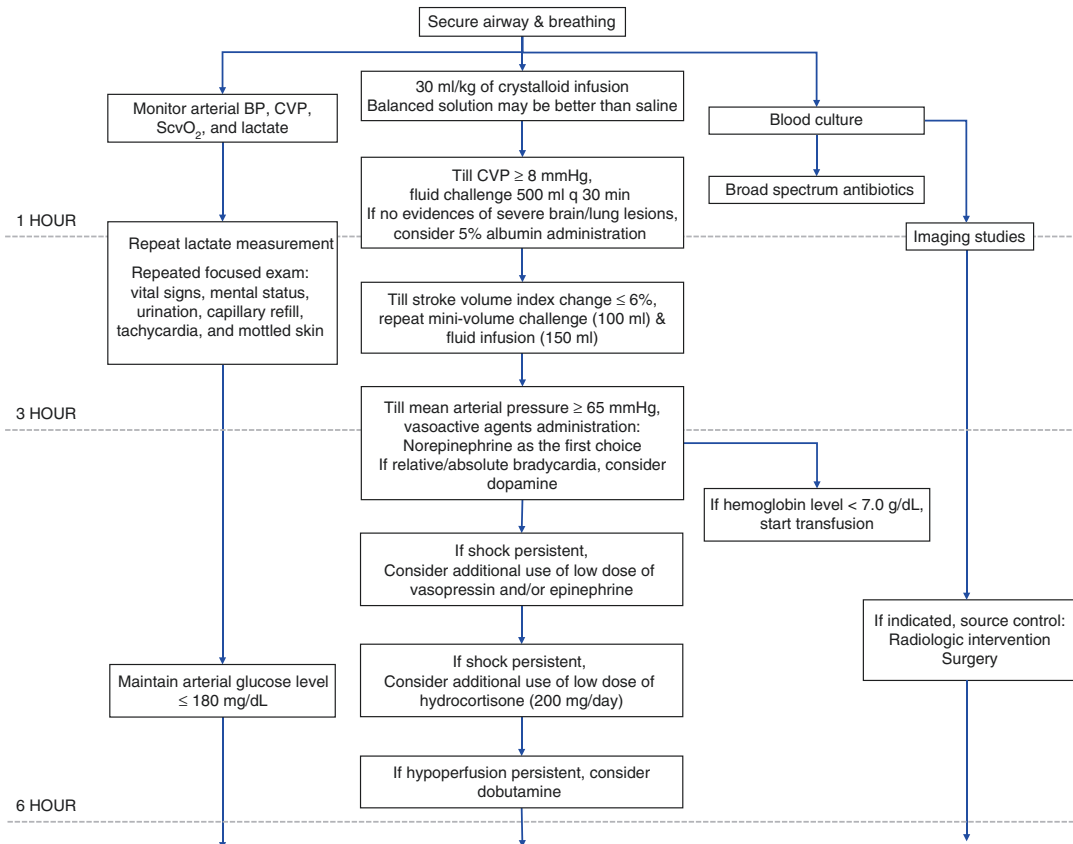 Secure airway & breathing
30 ml/kg of crystalloid infusion
Balanced solution may be better than saline
Monitor arterial BP, CVP,
ScvO2, and lactate
Blood culture
Till CVP ≥ 8 mmHg,
fluid challenge 500 ml q 30 min
If no evidences of severe brain/lung lesions,
consider 5% albumin administration
Broad spectrum antibiotics
1 HOUR
Repeat lactate measurement
Repeated focused exam:
vital signs, mental status,
urination, capillary refill,
tachycardia, and mottled skin
Imaging studies
Till stroke volume index change ≤ 6%,
repeat mini-volume challenge (100 ml) &
fluid infusion (150 ml)
3 HOUR
Till mean arterial pressure ≥ 65 mmHg,
vasoactive agents administration:
Norepinephrine as the first choice
If relative/absolute bradycardia, consider
dopamine
If hemoglobin level < 7.0 g/dL,
start transfusion
If shock persistent,
Consider additional use of low dose of
vasopressin and/or epinephrine
If indicated, source control:
Radiologic intervention
Surgery
If shock persistent,
Consider additional use of low dose of
hydrocortisone (200 mg/day)
Maintain arterial glucose level
≤ 180 mg/dL
If hypoperfusion persistent, consider
dobutamine
6 HOUR